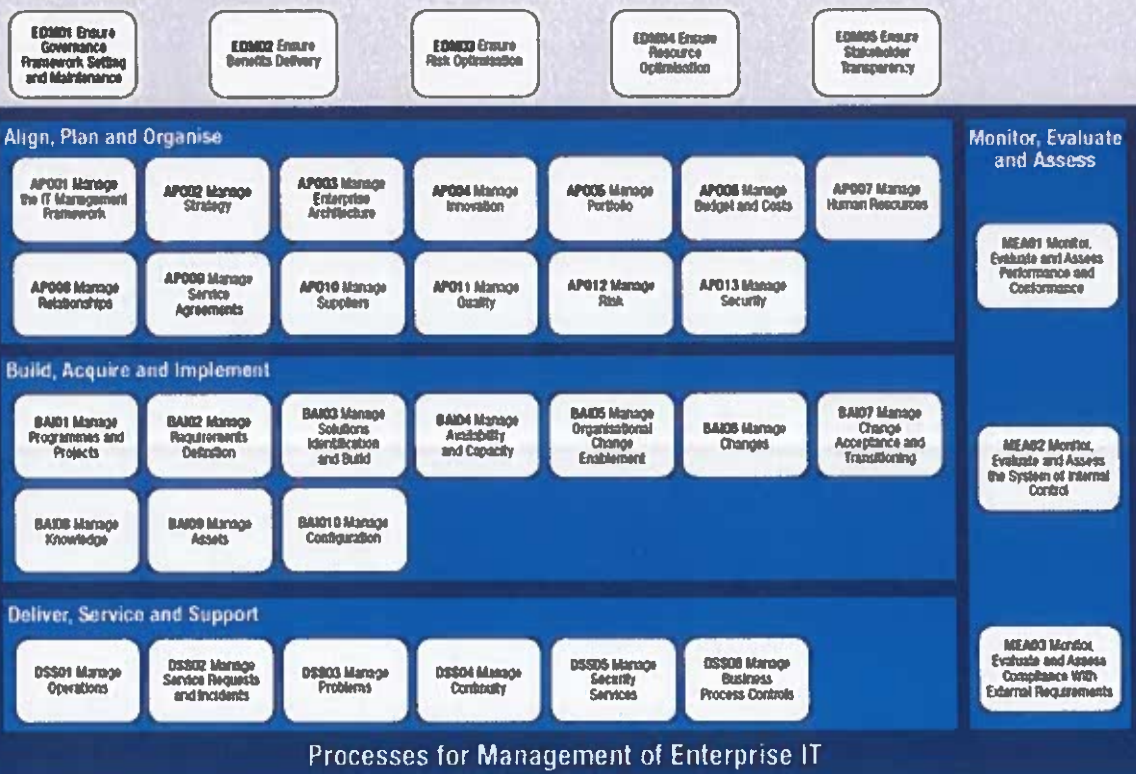 EDM01 Ensure
Governance
Framework Setting
and Maintenance
EDM02 Ensure
Benefits Delivery
EDM03 Ensure
Risk Optimisation
EDM04 Ensure
Resource
Optimisation
EDM05 Ensure
Stakeholder
Transparency
Align, Plan and Organise
APO01 Manage
the IT Management
Framework
APO02 Manage
Strategy
APO03 Manage
Enterprise
Architecture
APO04 Manage
Innovation
APO05 Manage
Portfolio
APO06 Manage
Budget and Costs
APO07 Manage
Human Resources
APO08 Manage
Relationships
APO09 Manage
Service
Agreements
APO10 Manage
Suppliers
APO11 Manage
Quality
APO12 Manage
Risk
APO13 Manage
Security
Build, Acquire and Implement
BAI01 Manage
Programmes and
Projects
BAI02 Manage
Requirements
Definition
BAI03 Manage
Solutions
Identification
and Build
BAI04 Manage
Availability
and Capacity
BAI05 Manage
Organisational
Change
Enablement
BAI06 Manage
Changes
BAI07 Manage
Change
Acceptance and
Transitioning
BAI08 Manage
Knowledge
BAI09 Manage
Assets
BAI010 Manage
Configuration
Deliver, Service and Support
DSS01 Manage
Operations
DSS02 Manage
Service Requests
and Incidents
DSS03 Manage
Problems
DSS04 Manage
Continuity
DSS05 Manage
Security
Services
DSS06 Manage
Business
Process Controls
Monitor, Evaluate
and Assess
MEA01 Monitor,
Evaluate and Assess
Performance and
Conformance
MEA02 Monitor,
Evaluate and Assess
the System of Internal
Control
MEA03 Monitor,
Evaluate and Assess
Compliance With
External Requirements
Processes for Management of Enterprise IT